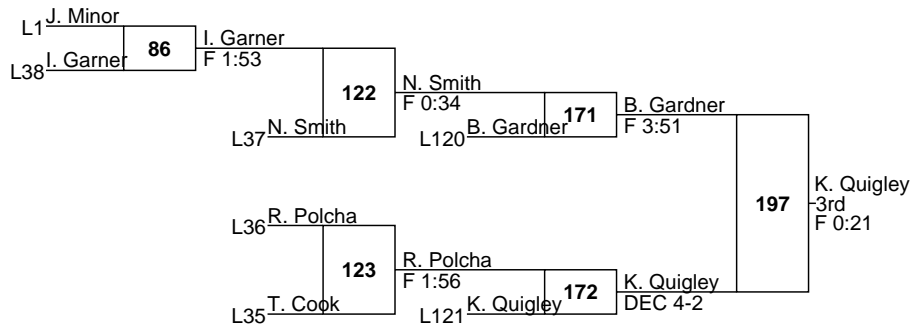 J. Minor
L1
86
I. Garner
F 1:53
I. Garner
L38
122
N. Smith
F 0:34
N. Smith
L37
171
B. Gardner
F 3:51
B. Gardner
L120
197
K. Quigley
3rd
F 0:21
R. Polcha
L36
123
R. Polcha
F 1:56
T. Cook
L35
172
K. Quigley
DEC 4-2
K. Quigley
L121